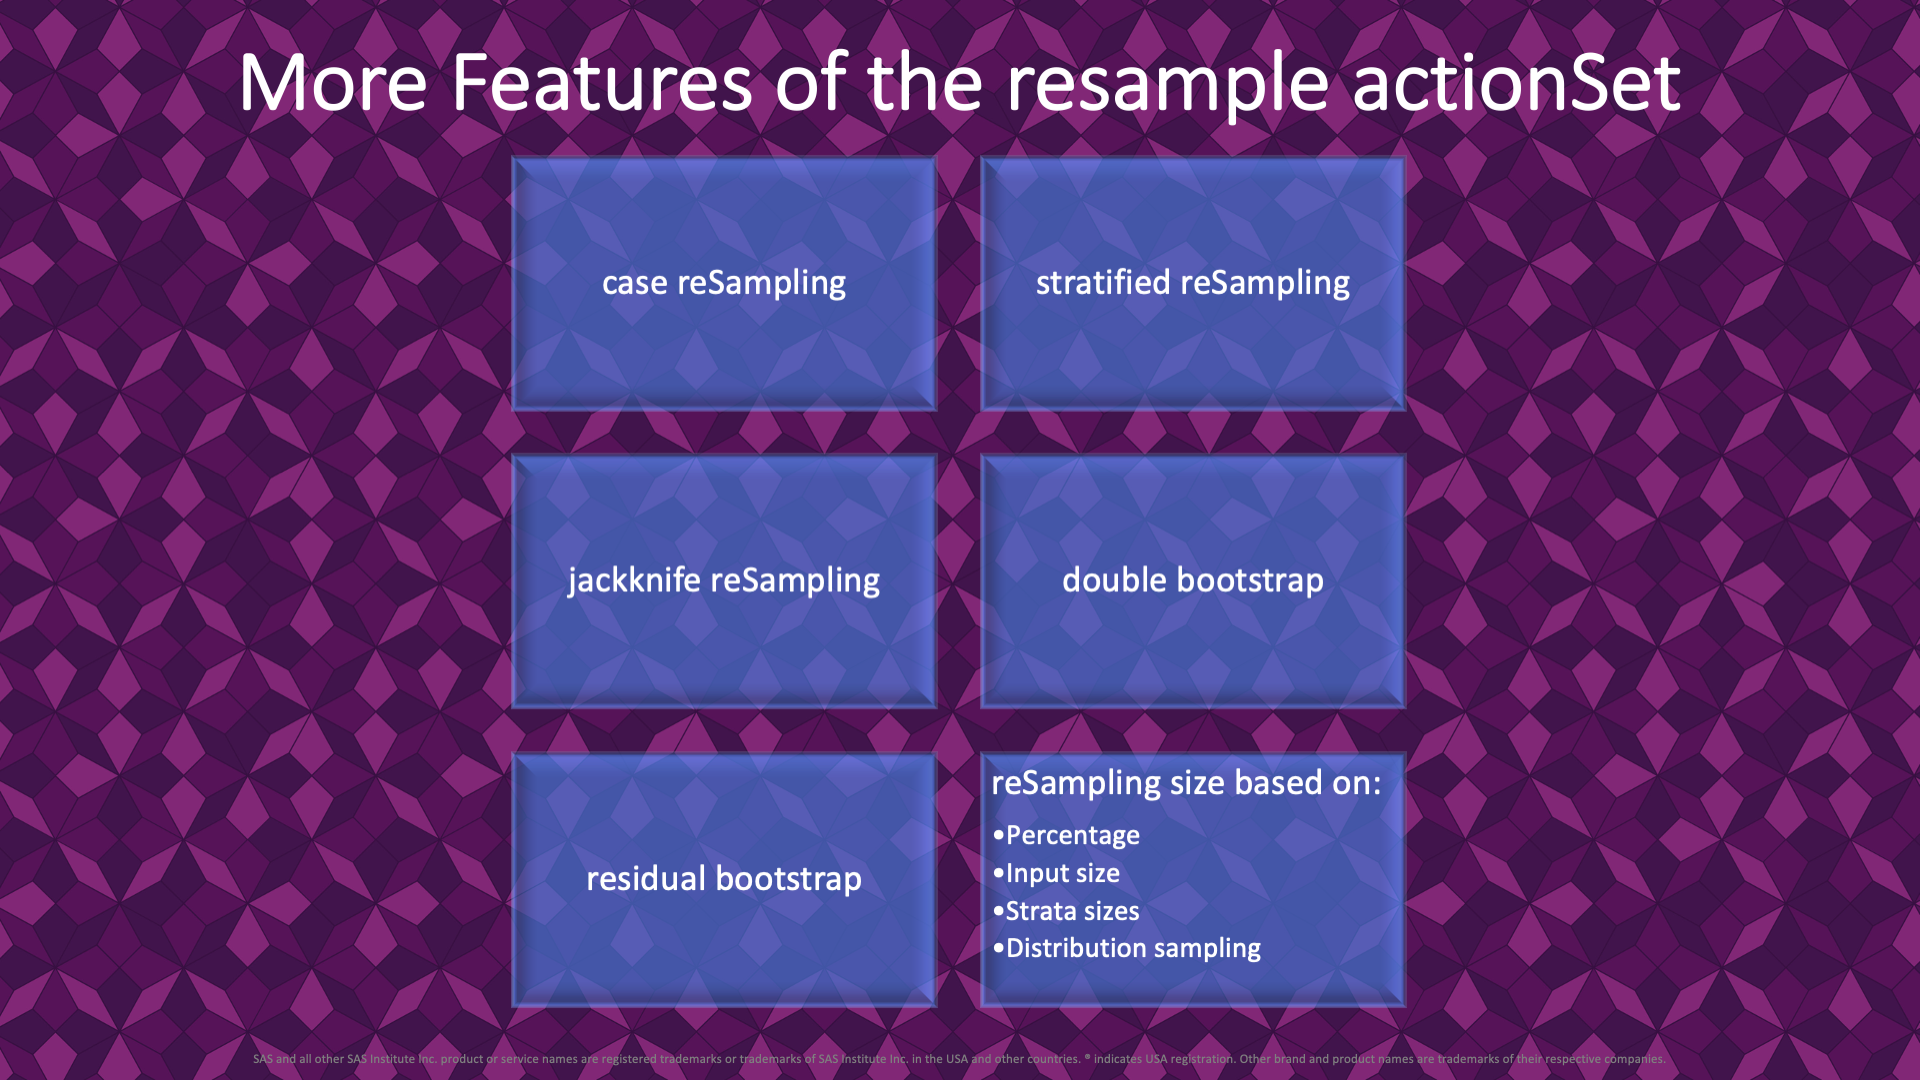 More Features of the resample actionSet
case reSampling
stratified reSampling
jackknife reSampling
double bootstrap
residual bootstrap
reSampling size based on:
•Percentage
•Input size
•Strata sizes
•Distribution sampling
SAS and all other SAS Institute Inc. product or service names are registered trademarks or trademarks of SAS Institute Inc. in the USA and other countries. ® indicates USA registration. Other brand and product names are trademarks of their respective companies.